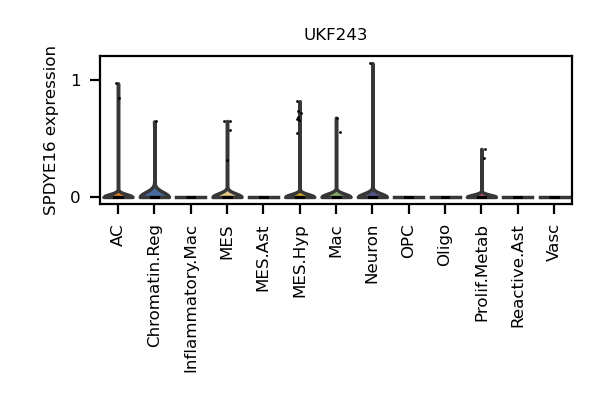 UKF243
SPDYE16 expression
1
0
AC
Chromatin.Reg
Inflammatory.Mac
MES
MES.Ast
MES.Hyp
Mac
Neuron
OPC
Oligo
Prolif.Metab
Reactive.Ast
Vasc